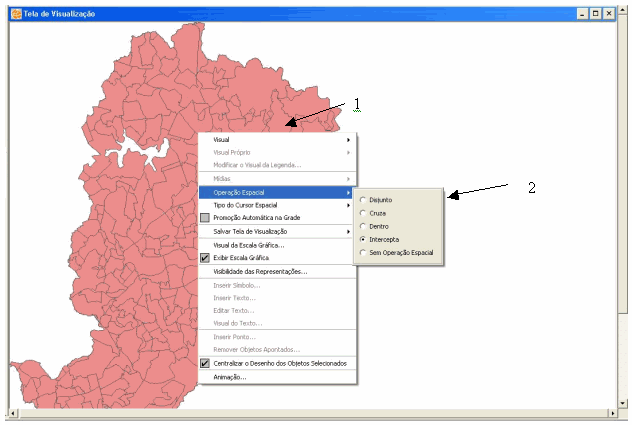 Tela de Visualização
1
Visual
Visual Próprio
Modificar o Visual da Legenda...
Mídias
Operação Espacial
Tipo do Cursor Espacial
Promoção Automática na Grade
Salvar Tela de Visualização
Visual da Escala Gráfica...
Exibir Escala Gráfica
Visibilidade das Representações...
Inserir Símbolo...
Inserir Texto...
Editar Texto...
Visual do Texto...
Inserir Ponto...
Remover Objetos Apontados...
Centralizar o Desenho dos Objetos Selecionados
Animação...
2
Disjunto
Cruza
Dentro
Intercepta
Sem Operação Espacial